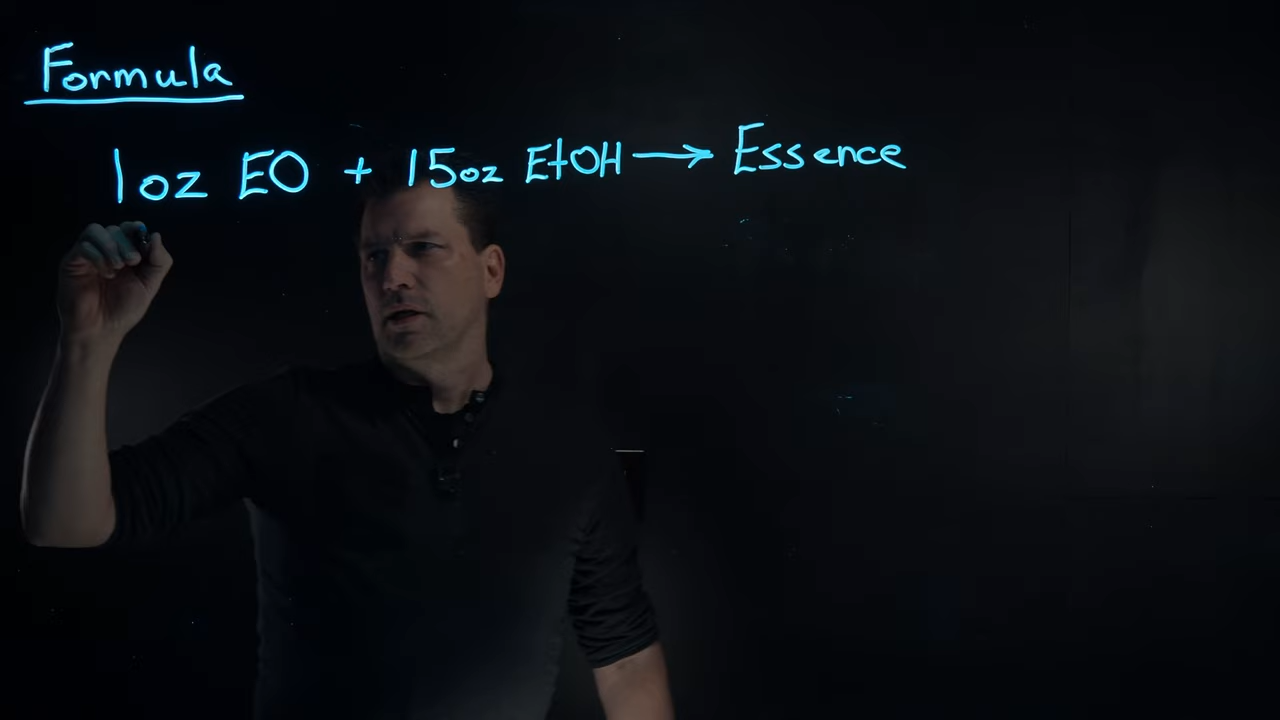 Formula
1oz EO + 15oz EtOH → Essence